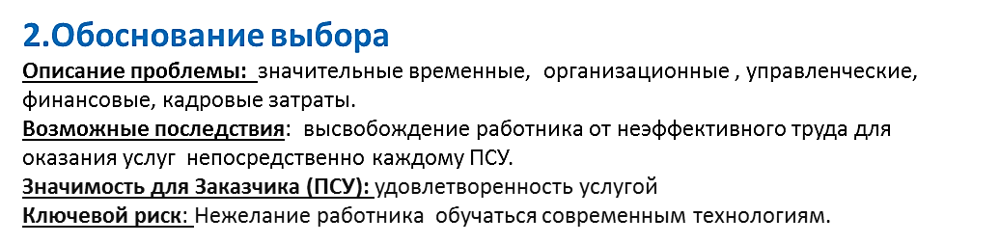 2.Обоснование выбора
Описание проблемы: значительные временные, организационные , управленческие,
финансовые, кадровые затраты.
Возможные последствия: высвобождение работника от неэффективного труда для
оказания услуг непосредственно каждому ПСУ.
Значимость для Заказчика (ПСУ): удовлетворенность услугой
Ключевой риск: Нежелание работника обучаться современным технологиям.